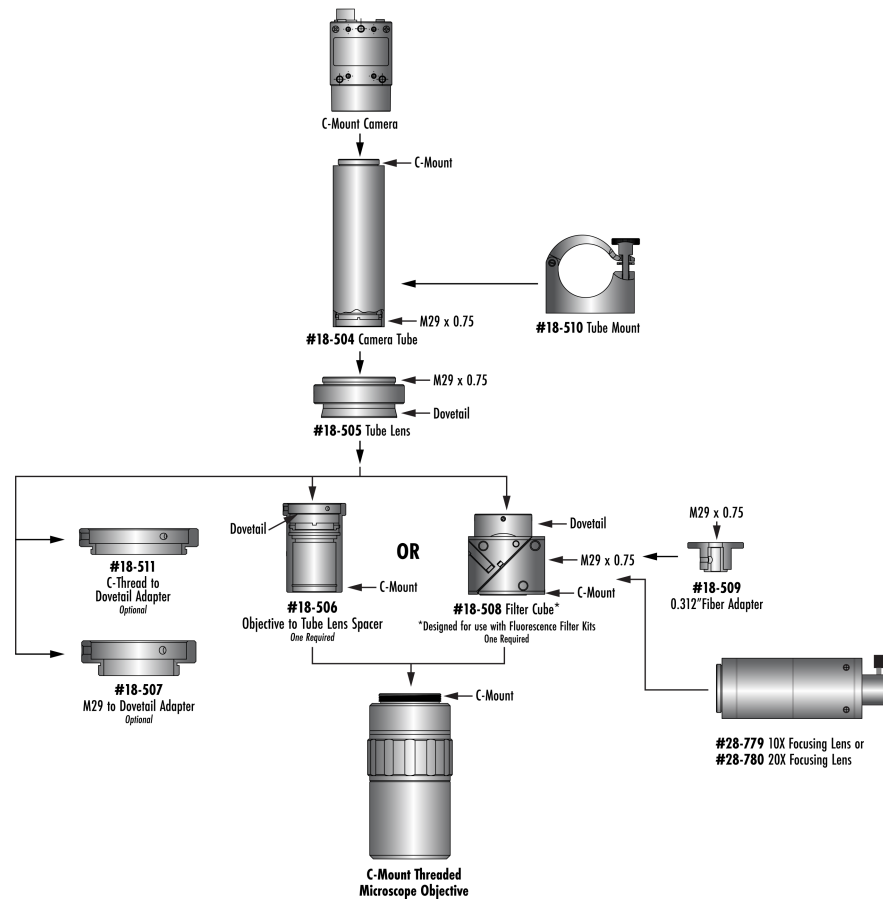 C-Mount Camera
C-Mount
M29 x 0.75
#18-504 Camera Tube
#18-510 Tube Mount
M29 x 0.75
Dovetail
#18-505 Tube Lens
#18-511
C-Thread to
Dovetail Adapter
Optional
#18-507
M29 to Dovetail Adapter
Optional
Dovetail
C-Mount
#18-506
Objective to Tube Lens Spacer
One Required
OR
Dovetail
M29 x 0.75
C-Mount
#18-508 Filter Cube*
*Designed for use with Fluorescence Filter Kits
One Required
M29 x 0.75
#18-509
0.312"Fiber Adapter
#28-779 10X Focusing Lens or
#28-780 20X Focusing Lens
C-Mount
C-Mount Threaded
Microscope Objective